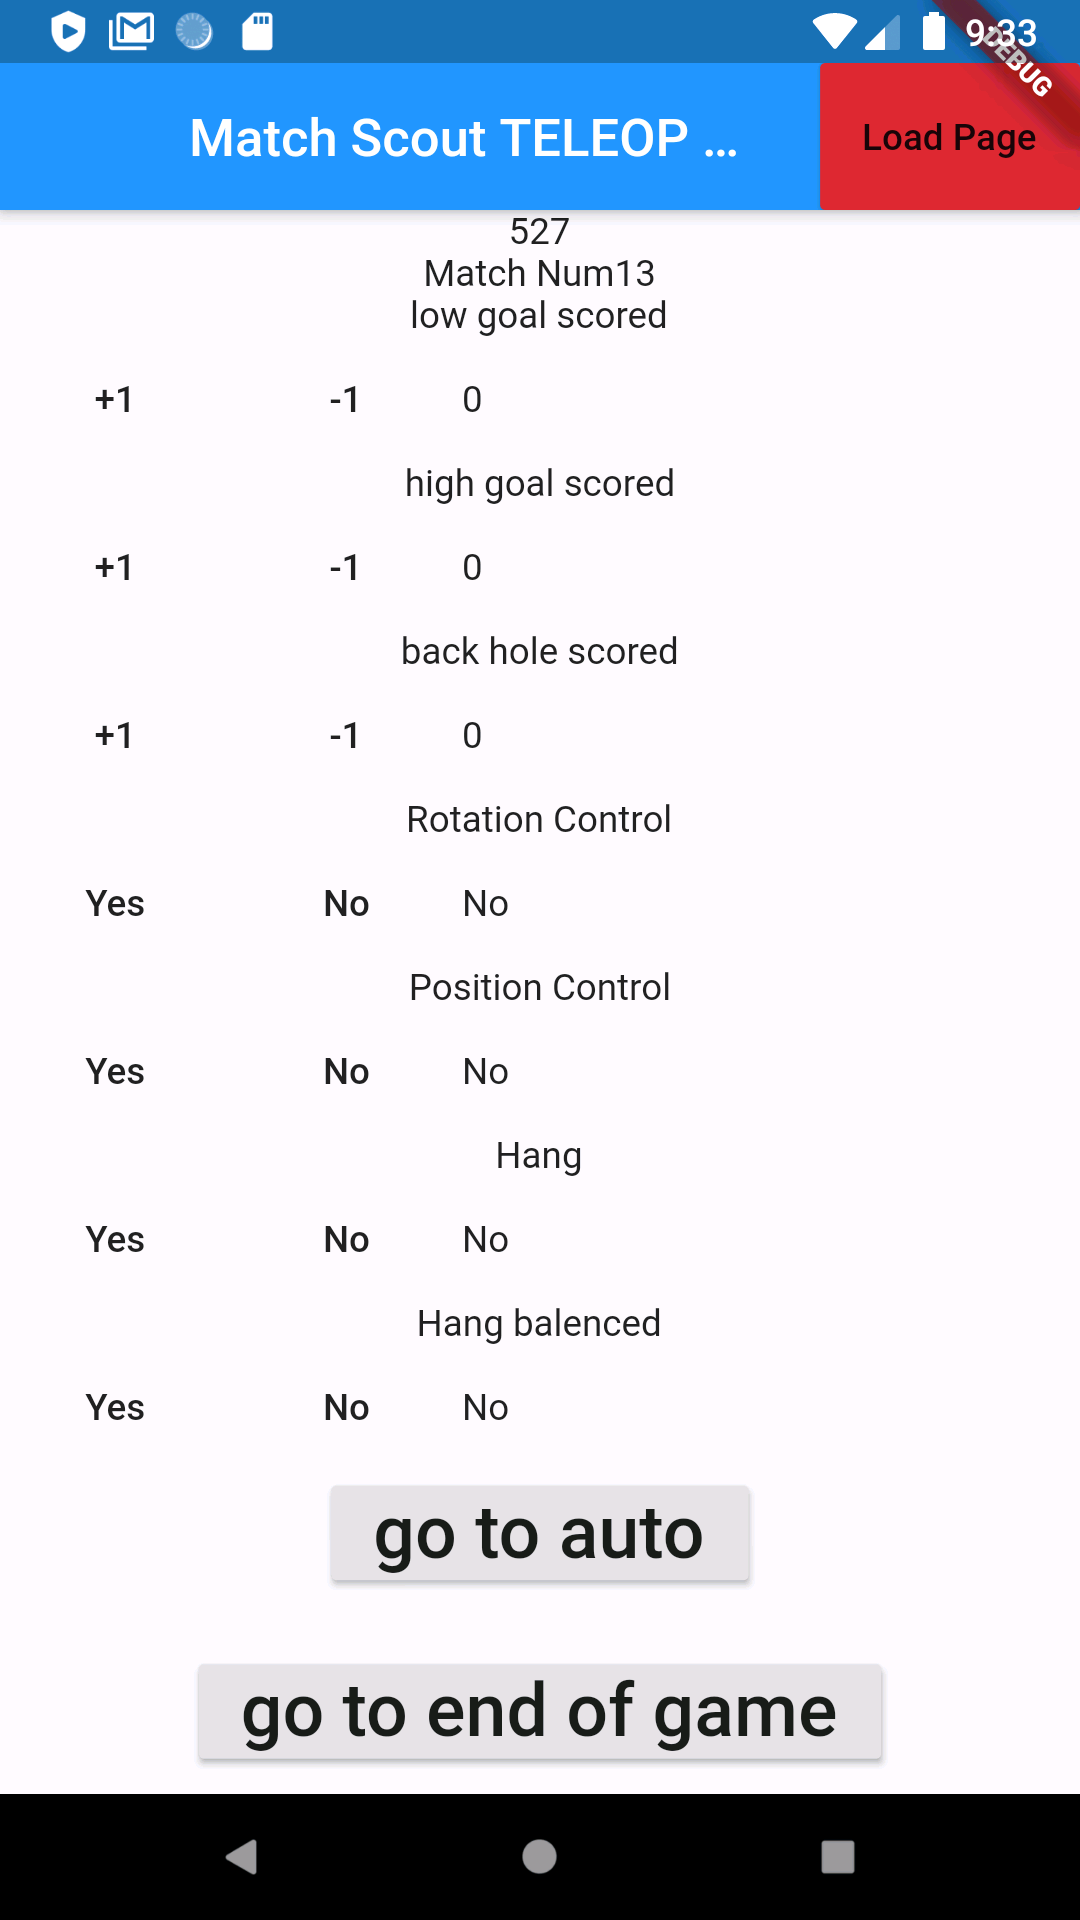 9:33
DEBUG
Match Scout TELEOP ...
Load Page
527
Match Num13
low goal scored
+1 -1 0
high goal scored
+1 -1 0
back hole scored
+1 -1 0
Rotation Control
Yes No No
Position Control
Yes No No
Hang
Yes No No
Hang balenced
Yes No No
go to auto
go to end of game